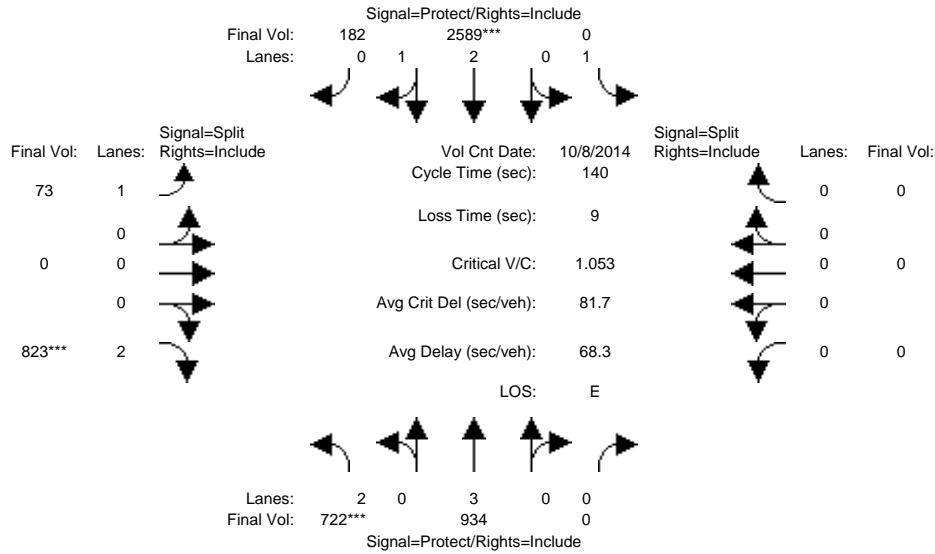 Signal=Protect/Rights=Include
Final Vol: 182 2589*** 0
Lanes: 0 1 2 0 1
Signal=Split Signal=Split
Final Vol: Lanes: Rights=Include Vol Cnt Date: 10/8/2014 Rights=Include Lanes: Final Vol:
Cycle Time (sec): 140
73 1 0 0
Loss Time (sec): 9
0 0
0 0 Critical V/C: 1.053 0 0
0 Avg Crit Del (sec/veh): 81.7 0
823*** 2 Avg Delay (sec/veh): 68.3 0 0
LOS: E
Lanes: 2 0 3 0 0
Final Vol: 722*** 934 0
Signal=Protect/Rights=Include